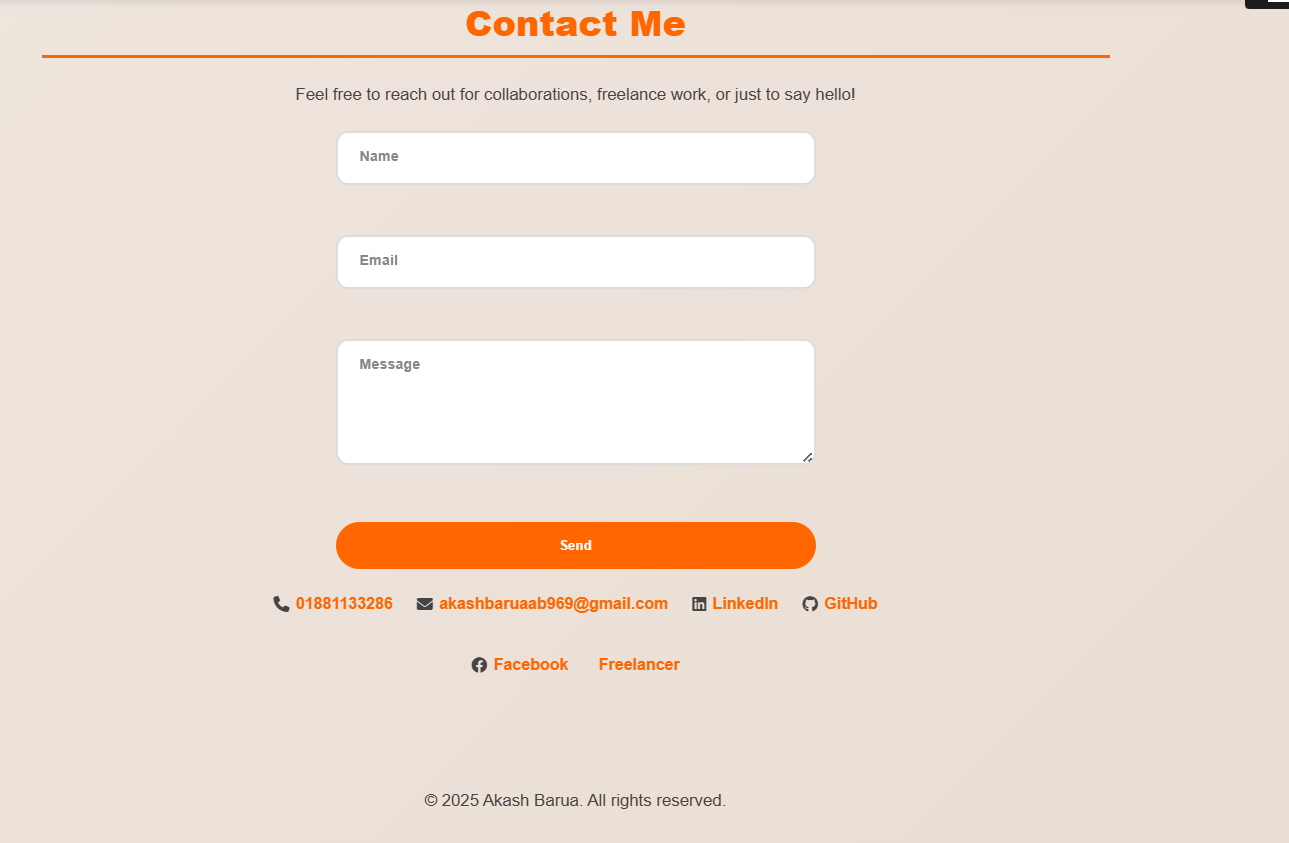 Contact Me
Feel free to reach out for collaborations, freelance work, or just to say hello!
Name
Email
Message
Send
01881133286 akashbaruaab969@gmail.com LinkedIn GitHub
Facebook Freelancer
© 2025 Akash Barua. All rights reserved.